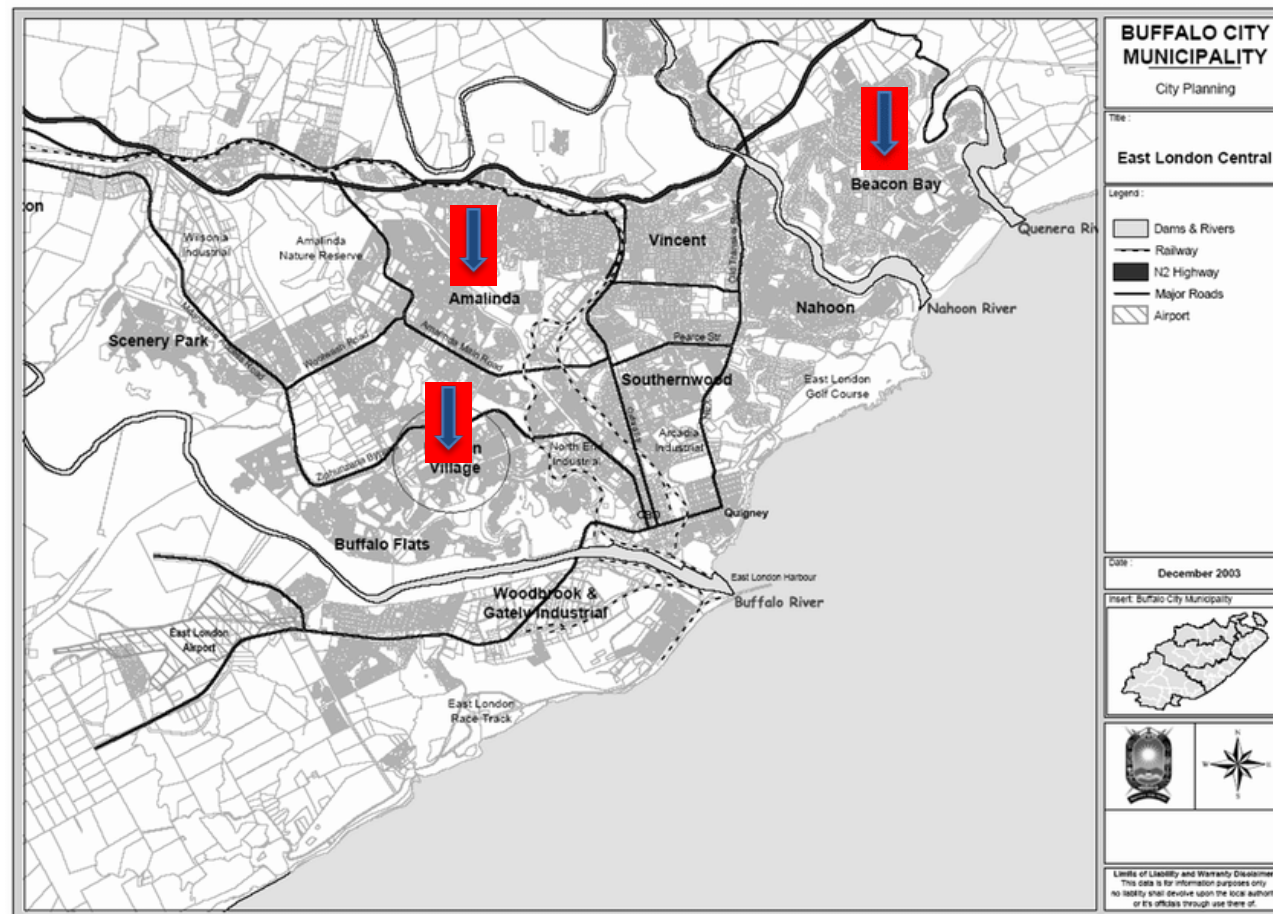 BUFFALO CITY
MUNICIPALITY
City Planning
Title :
East London Central
Legend :
Dams & Rivers
Railway
N2 Highway
Major Roads
Airport
Date :
December 2003
Insert: Buffalo City Municipality
N
W
S
Limits of Liability and Warranty Disclaimer
This data is for information purposes only
no liability shall devolve upon the local authori
or it's officials through use there of.
Beacon Bay
Quenera Riv
ton
Wilsonia
Industrial
Amalinda
Nature Reserve
Vincent
Amalinda
Nahoon
Nahoon River
Scenery Park
Woolwash Road
Amalinda Main Road
Pearce Str
Southernwood
East London
Golf Course
Arcadia
Industrial
North End
Industrial
Village
Buffalo Flats
CBD
Quigney
East London Harbour
Buffalo River
Woodbrook &
Gately Industrial
East London
Airport
East London
Race Track